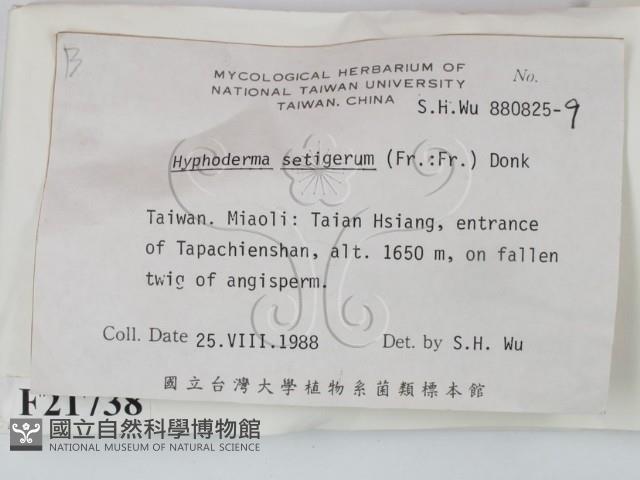 B
MYCOLOGICAL HERBARIUM OF
NATIONAL TAIWAN UNIVERSITY
TAIWAN, CHINA
No.
S.H.Wu 880825-9
Hyphoderma setigerum (Fr.:Fr.) Donk
Taiwan. Miaoli: Taian Hsiang, entrance
of Tapachienshan, alt. 1650 m, on fallen
twig of angisperm.
Coll. Date 25.VIII.1988 Det. by S.H. Wu
國立台灣大學植物系菌類標本館
F21738
國立自然科學博物館
NATIONAL MUSEUM OF NATURAL SCIENCE